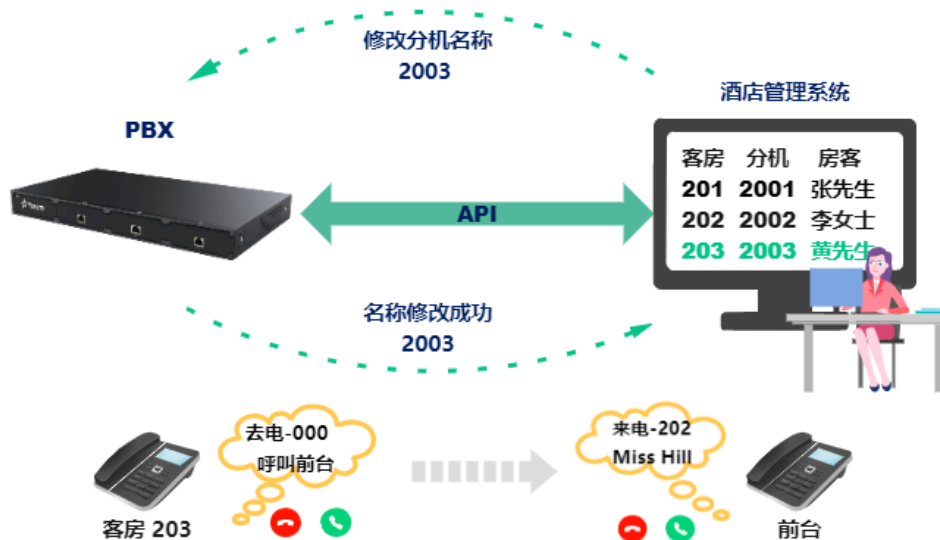 修改分机名称
2003
酒店管理系统
PBX
客房 分机 房客
201 2001 张先生
202 2002 李女士
203 2003 黄先生
API
名称修改成功
2003
去电-000
呼叫前台
来电-202
Miss Hill
客房 203
前台